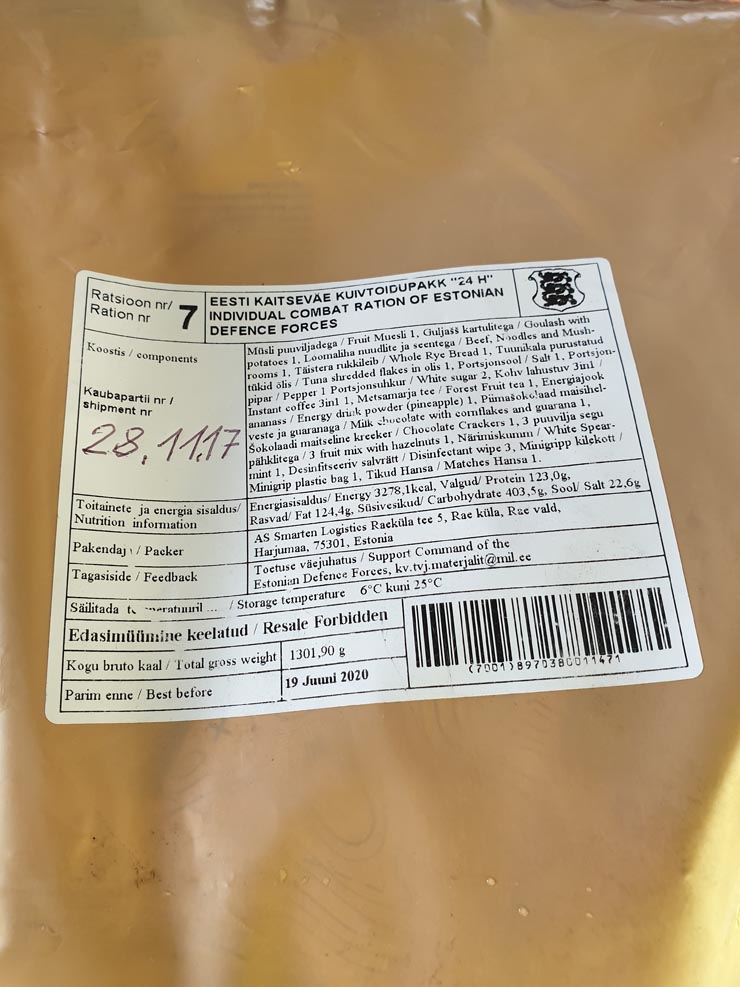 Ratsioon nr/
Ration nr
7
EESTI KAITSEVÄE KUIVTOIDUPAKK "24 H"
INDIVIDUAL COMBAT RATION OF ESTONIAN
DEFENCE FORCES
Koostis / components
Kaubapartii nr /
shipment nr
28.11.17
Müsli puuviljadega / Fruit Muesli 1, Guljašš kartulitega / Goulash with
potatoes 1, Loomaliha nuudlite ja seentega / Beef, Noodles and Mush-
rooms 1, Täistera rukkileib / Whole Rye Bread 1, Tuunikala purustatud
tükid õlis / Tuna shredded flakes in oils 1, Portsjonsool / Salt 1, Portsjon-
pipar / Pepper 1 Portsjonsuhkur / White sugar 2, Kohv lahustuv 3in1 /
Instant coffee 3in1 1, Metsamarja tee / Forest Fruit tea 1, Energiajook
ananass / Energy drink powder (pineapple) 1, Piimašokolaad maisihel-
veste ja guaranaga / Milk chocolate with cornflakes and guarana 1,
Šokolaadi maitseline kreeker / Chocolate Crackers 1, 3 puuvilja segu
pähklitega / 3 fruit mix with hazelnuts 1, Närimiskumm / White Spear-
mint 1, Desinfitseeriv salvrätt / Disinfectant wipe 3, Minigripp kilekott /
Minigrip plastic bag 1, Tikud Hansa / Matches Hansa 1.
Toitainete ja energia sisaldus/
Nutrition information
Energiasisaldus/ Energy 3278,1kcal, Valgud/ Protein 123,0g,
Rasvad/ Fat 124,4g, Süsivesikud/ Carbohydrate 403,5g, Sool/ Salt 22,6g
Pakendaj / Packer
AS Smarten Logistics Raeküla tee 5, Rae küla, Rae vald,
Harjumaa, 75301, Estonia
Tagasiside / Feedback
Toetuse väejuhatus / Support Command of the
Estonian Defence Forces, kv.tvj.materjalit@mil.ee
Säilitada / Storage temperature 6°C kuni 25°C
Edasimüümine keelatud / Resale Forbidden
Kogu bruto kaal / Total gross weight 1301,90 g
Parim enne / Best before 19 Juuni 2020
(7001)8970380011471